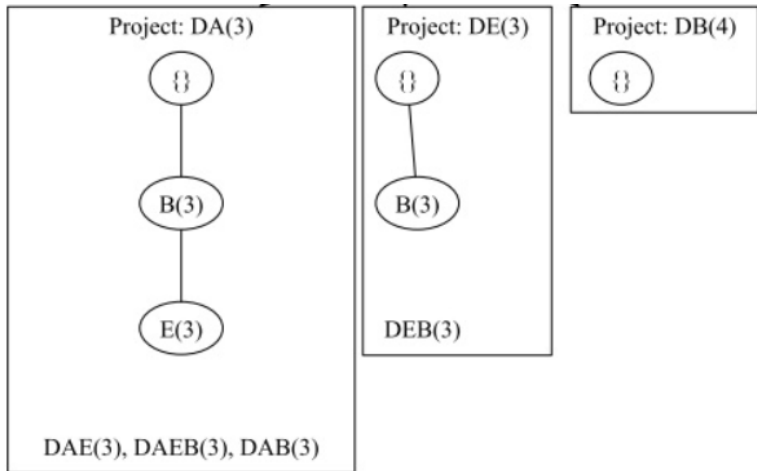 Project: DA(3)
{}
B(3)
E(3)
DAE(3), DAEB(3), DAB(3)
Project: DE(3)
{}
B(3)
DEB(3)
Project: DB(4)
{}